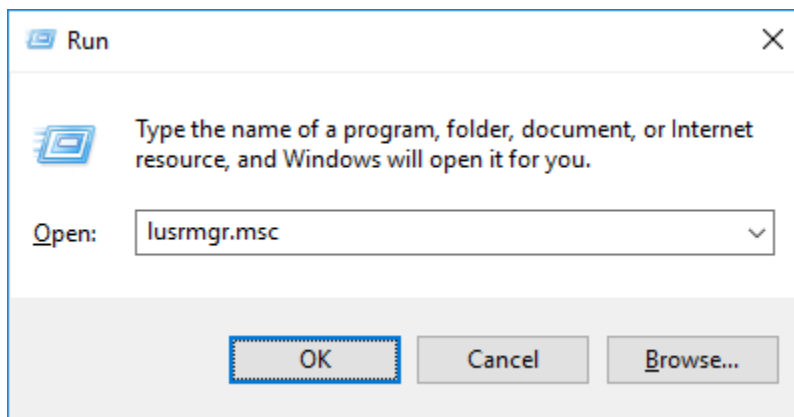 Run
Type the name of a program, folder, document, or Internet
resource, and Windows will open it for you.
Open: lusrmgr.msc
OK Cancel Browse...